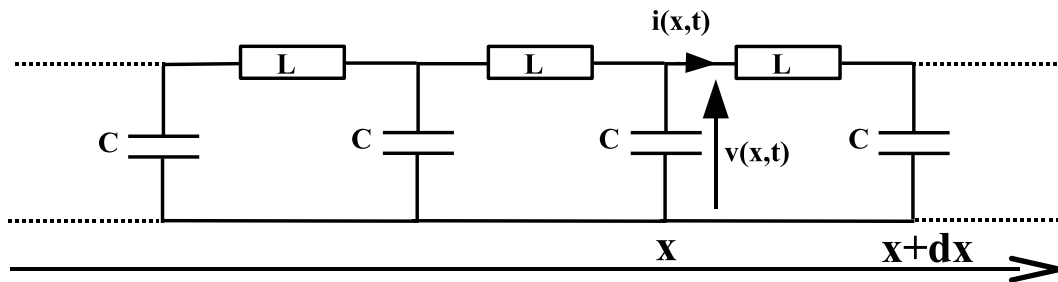 i(x,t)
L L L
C C C C
v(x,t)
x x+dx